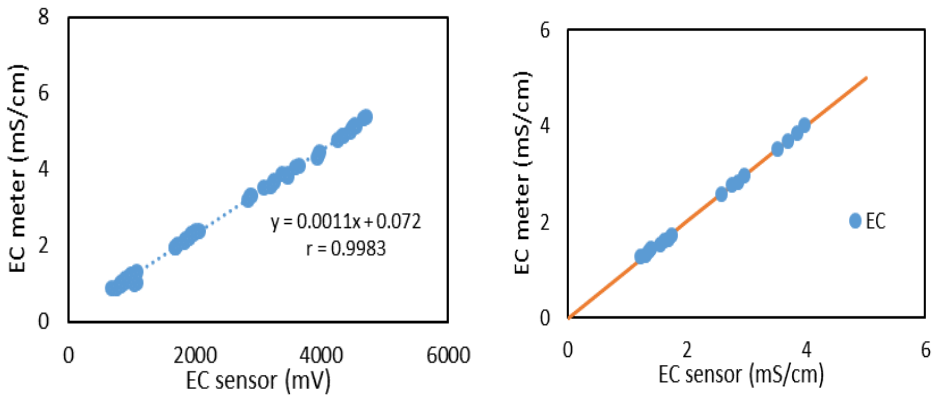 EC meter (mS/cm)
8
6
4
2
0
y = 0.0011x + 0.072
r = 0.9983
0 2000 4000 6000
EC sensor (mV)
EC meter (mS/cm)
6
4
2
0
EC
0 2 4 6
EC sensor (mS/cm)